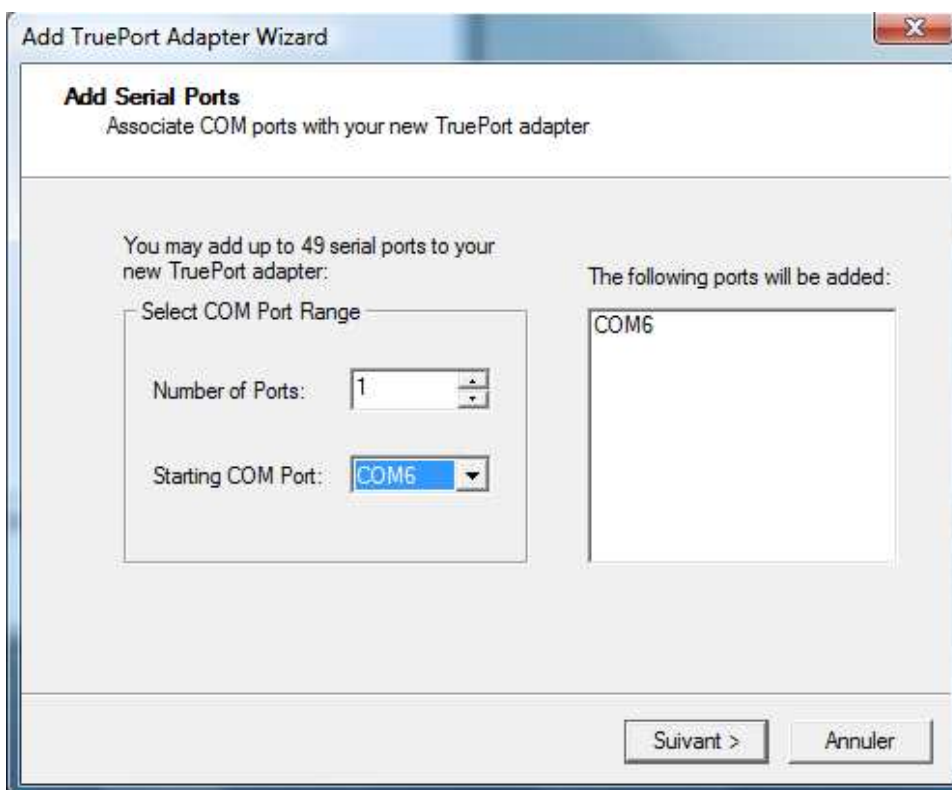 Add TruePort Adapter Wizard
Add Serial Ports
Associate COM ports with your new TruePort adapter
You may add up to 49 serial ports to your
new TruePort adapter:
Select COM Port Range
Number of Ports:
1
Starting COM Port:
COM6
The following ports will be added:
COM6
Suivant >
Annuler